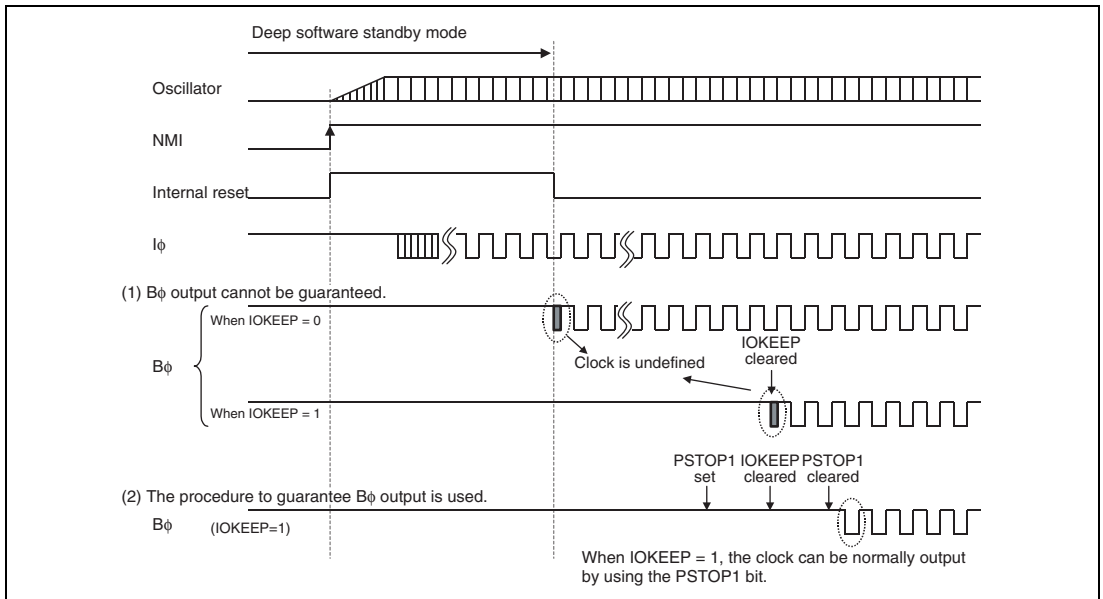 Deep software standby mode
Oscillator
NMI
Internal reset
Iϕ
(1) Bϕ output cannot be guaranteed.
When IOKEEP = 0
Bϕ
Clock is undefined
IOKEEP
cleared
When IOKEEP = 1
PSTOP1 IOKEEP PSTOP1
set cleared cleared
(2) The procedure to guarantee Bϕ output is used.
Bϕ (IOKEEP=1)
When IOKEEP = 1, the clock can be normally output
by using the PSTOP1 bit.